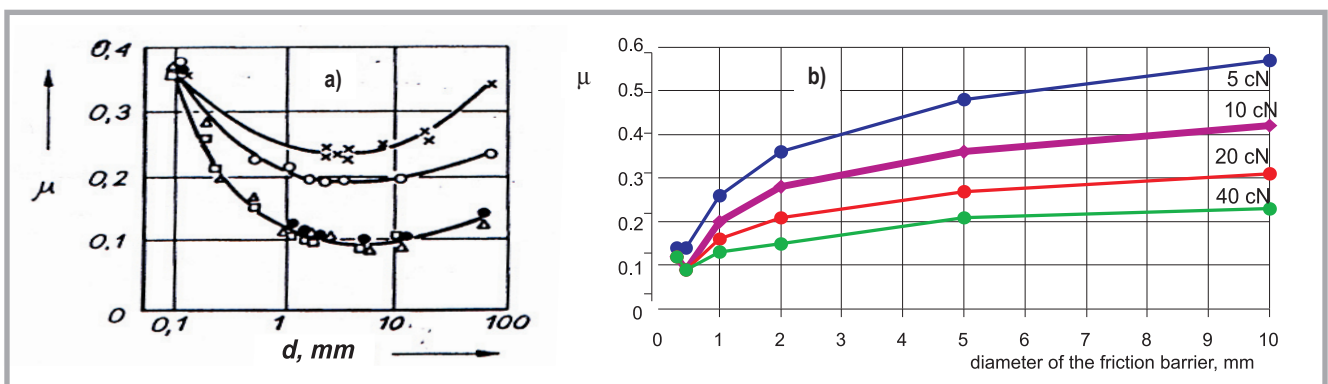 0,4
a)
0,3
μ
0,2
0,1
0
0,1
1
10
100
d, mm
0.6
μ
b)
5 cN
0.5
10 cN
0.4
20 cN
0.3
40 cN
0.2
0.1
0
0 1 2 3 4 5 6 7 8 9 10
diameter of the friction barrier, mm